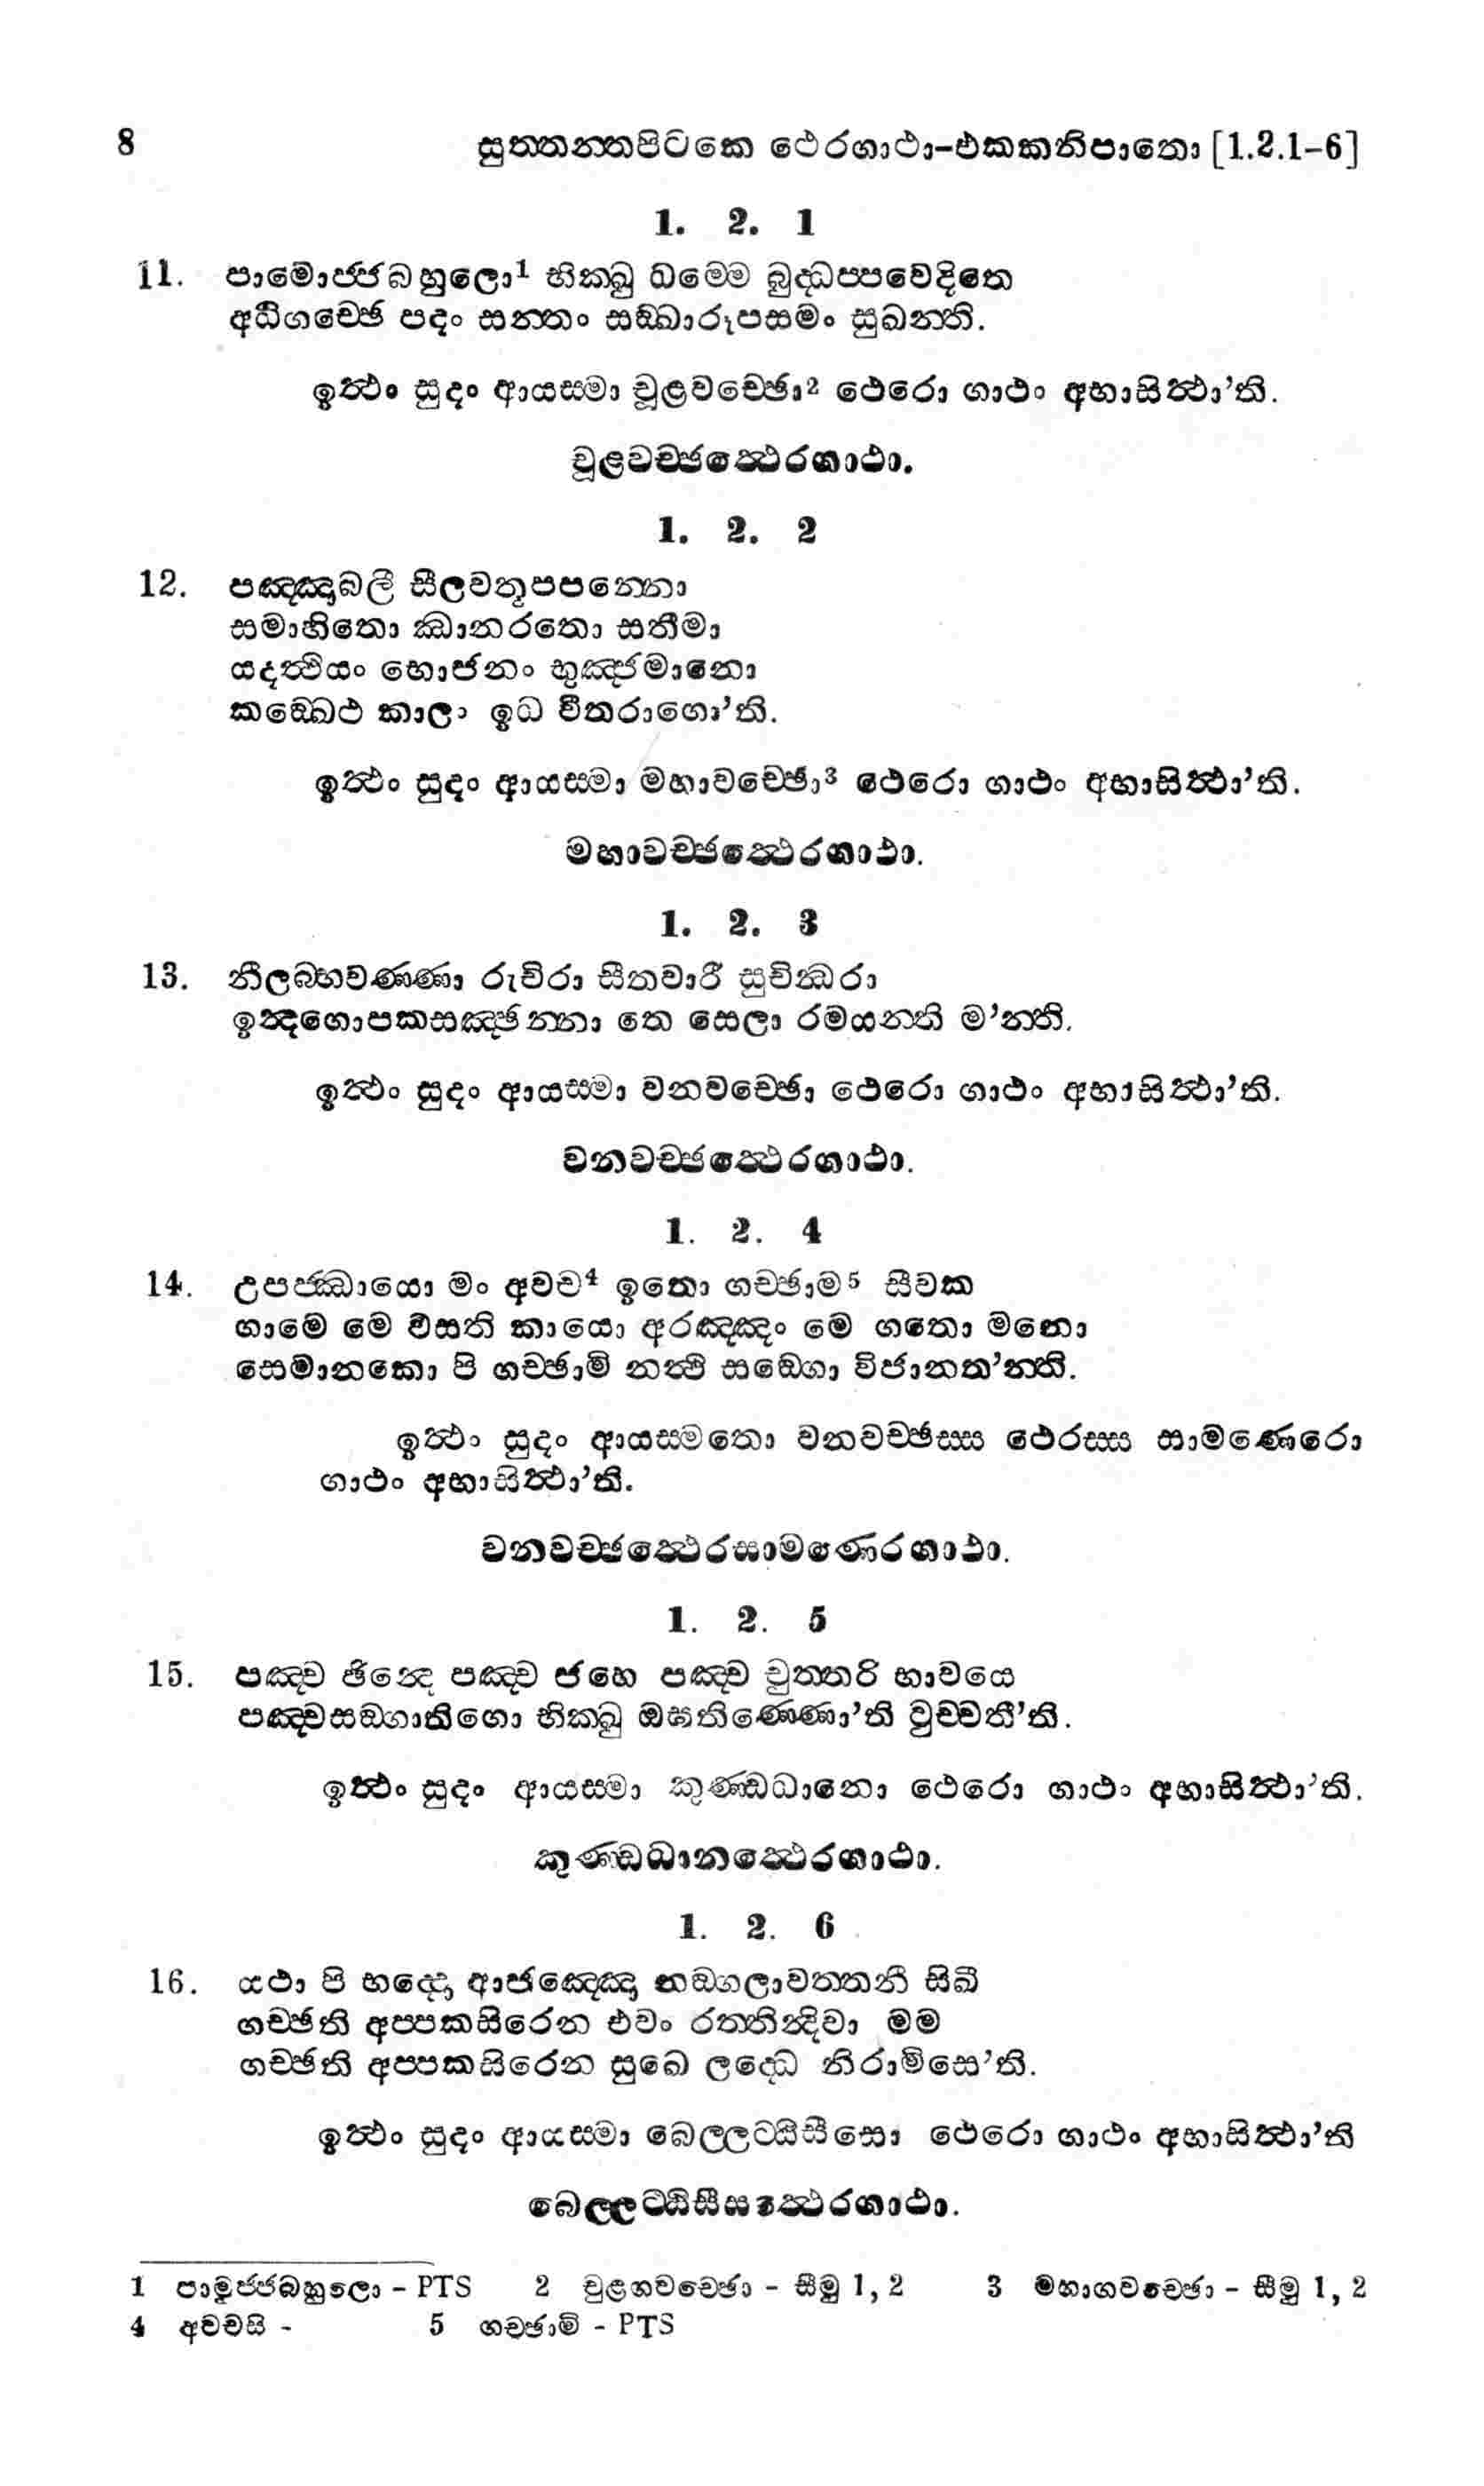 8 සුත්තන්තපිටකෙ ථෙරගාථා-එකකනිපාතො [1.2.1-6]
1. 2. 1
11. පාමොජ්ජබහුලො1 භික්ඛු ධම්මෙ බුද්ධප්පවෙදිතෙ
අධිගච්ඡෙ පදං සන්තං සඞ්ඛාරූපසමං සුඛන්ති.
ඉත්ථං සුදං ආයස්මා චූළවච්ඡො2 ථෙරො ගාථං අභාසිත්ථා’ති.
චූළවච්ඡත්ථෙරගාථා.
1. 2. 2
12. පඤ්ඤාබලී සීලවතූපපන්නො
සමාහිතො ඣානරතො සතීමා
යදත්ථියං භොජනං භුඤ්ජමානො
කඞ්ඛෙථ කාලං ඉධ වීතරාගො’ති.
ඉත්ථං සුදං ආයස්මා මහාවච්ඡො3 ථෙරො ගාථං අභාසිත්ථා’ති.
මහාවච්ඡත්ථෙරගාථා.
1. 2. 3
13. නීලබ්භවණ්ණා රුචිරා සීතවාරී සුචින්ධරා
ඉන්දගොපකසඤ්ඡන්නා තෙ සෙලා රමයන්ති ම’න්ති.
ඉත්ථං සුදං ආයස්මා වනවච්ඡො ථෙරො ගාථං අභාසිත්ථා’ති.
වනවච්ඡත්ථෙරගාථා.
1. 2. 4
14. උපජ්ඣායො මං අවච4 ඉතො ගච්ඡාම5 සීවක
ගාමෙ මෙ වසති කායො අරඤ්ඤං මෙ ගතො මනො
සෙමානකො පි ගච්ඡාමි නත්ථි සඞ්ගො විජානත’න්ති.
ඉත්ථං සුදං ආයස්මතො වනවච්ඡස්ස ථෙරස්ස සාමණෙරො
ගාථං අභාසිත්ථා’ති.
වනවච්ඡත්ථෙරසාමණෙරගාථා.
1. 2. 5
15. පඤ්ච ඡින්දෙ පඤ්ච ජහෙ පඤ්ච චුත්තරි භාවයෙ
පඤ්චසඞ්ගාතිගො භික්ඛු ඔඝතිණ්ණො’ති වුච්චතී’ති.
ඉත්ථං සුදං ආයස්මා කුණ්ඩධානො ථෙරො ගාථං අභාසිත්ථා’ති.
කුණ්ඩධානත්ථෙරගාථා.
1. 2. 6
16. යථා පි භද්දො ආජඤ්ඤො නඞ්ගලාවත්තනී සිඛී
ගච්ඡති අප්පකසිරෙන එවං රත්තින්දිවා මම
ගච්ඡති අප්පකසිරෙන සුඛෙ ලද්ධෙ නිරාමිසෙ’ති.
ඉත්ථං සුදං ආයස්මා බෙල්ලට්ඨිසීසො ථෙරො ගාථං අභාසිත්ථා’ති
බෙල්ලට්ඨිසීසත්ථෙරගාථා.
1 පාමුජ්ජබහුලො - PTS 2 චුළගවච්ඡො - සීමු 1, 2 3 මහාගවච්ඡො - සීමු 1, 2
4 අවචසි - 5 ගච්ඡාමි - PTS